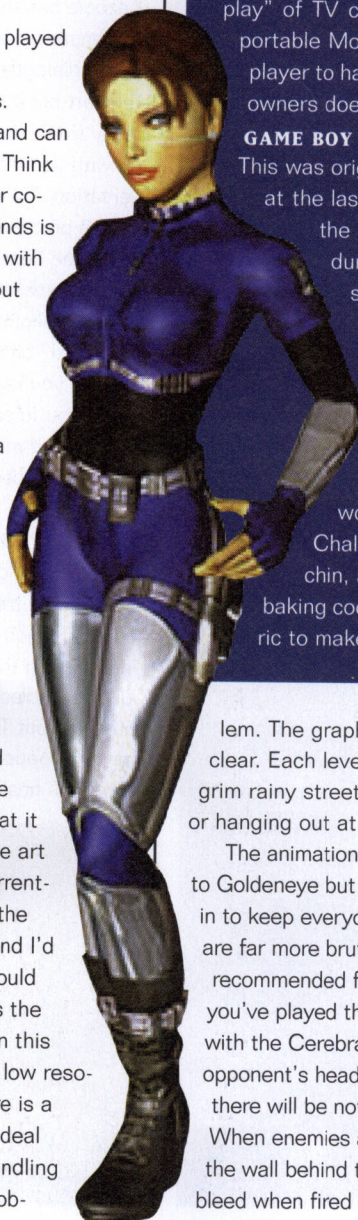 played
s.
and can
Think
r co-
nds is
with
out
a
d
e
at it
e art
rrent-
the
nd I'd
ould
s the
n this
low reso-
e is a
deal
ndling
ob-
play" of TV c
portable Mo
player to ha
owners doe
GAME BOY
This was orig
at the las
the
dur
s
wo
Chal
chin,
baking coo
ric to make
lem. The graph
clear. Each leve
grim rainy street
or hanging out at
The animation
to Goldeneye but
in to keep everyo
are far more brut
recommended f
you've played th
with the Cerebra
opponent's head
there will be no
When enemies a
the wall behind t
bleed when fired